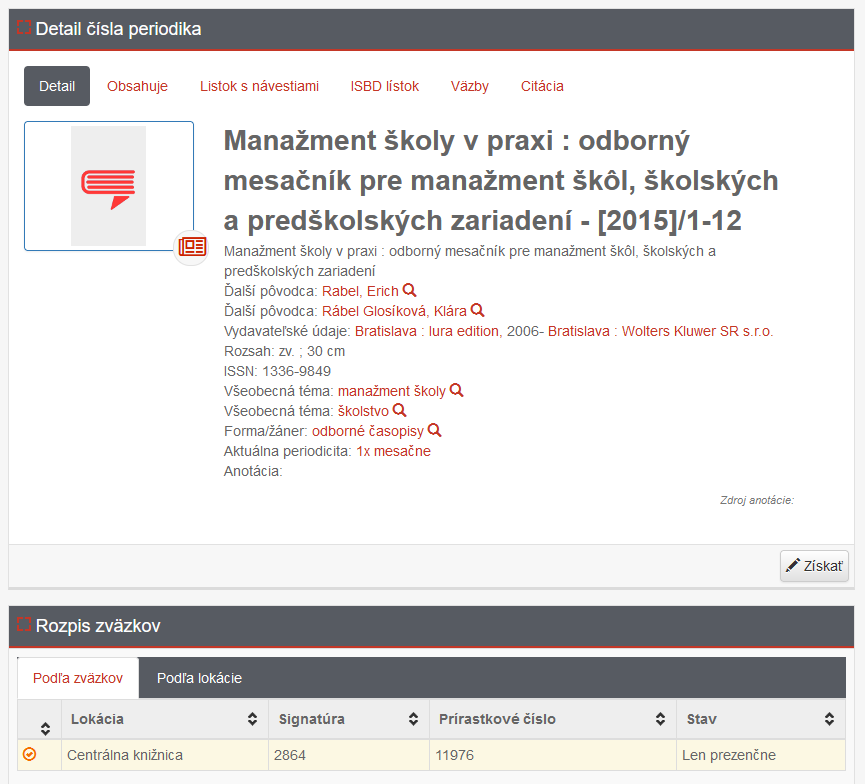 Detail čísla periodika
Detail Obsahuje Listok s návestiami ISBD lístok Väzby Citácia
Manažment školy v praxi : odborný
mesačník pre manažment škôl, školských
a predškolských zariadení - [2015]/1-12
Manažment školy v praxi : odborný mesačník pre manažment škôl, školských a
predškolských zariadení
Ďalší pôvodca: Rabel, Erich
Ďalší pôvodca: Rábel Glosíková, Klára
Vydavateľské údaje: Bratislava : Iura edition, 2006- Bratislava : Wolters Kluwer SR s.r.o.
Rozsah: zv. ; 30 cm
ISSN: 1336-9849
Všeobecná téma: manažment školy
Všeobecná téma: školstvo
Forma/žáner: odborné časopisy
Aktuálna periodicita: 1x mesačne
Anotácia:
Zdroj anotácie:
Získať
Rozpis zväzkov
Podľa zväzkov Podľa lokácie
Lokácia Signatúra Prírastkové číslo Stav
Centrálna knižnica 2864 11976 Len prezenčne